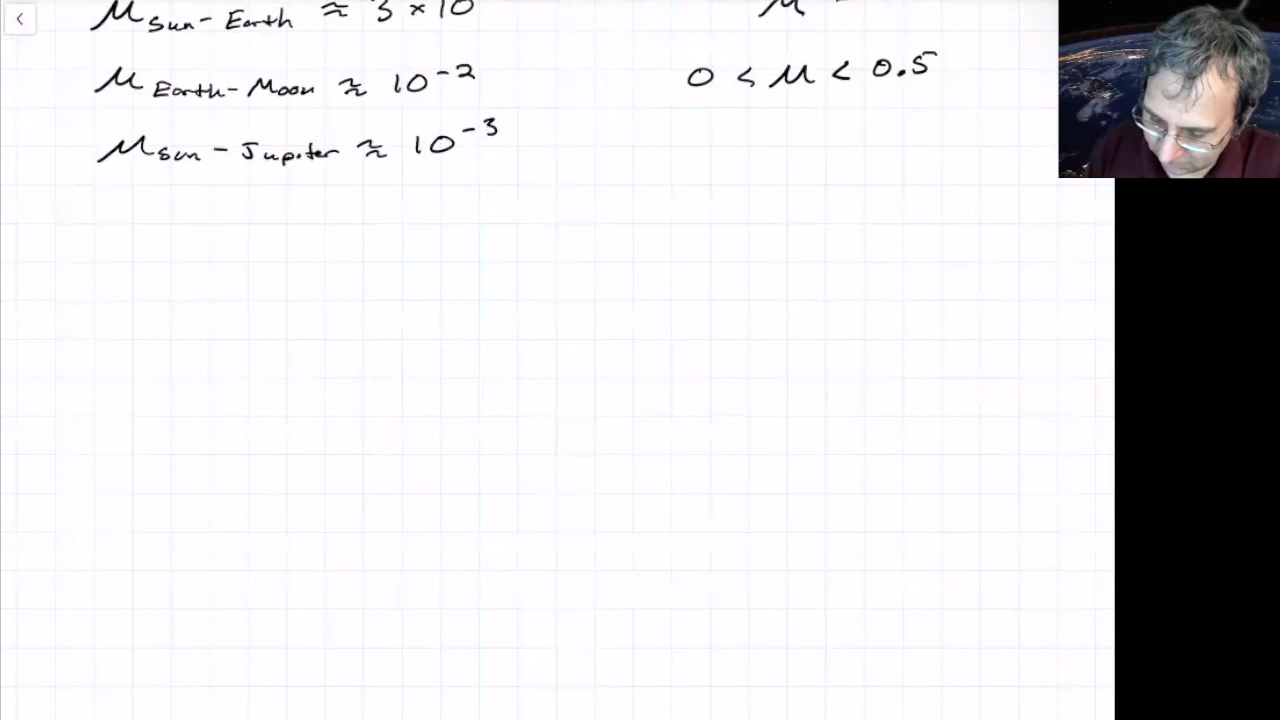 μ Sun-Earth ≈ 3 × 10
μ Earth-Moon ≈ 10^-2
μ Sun-Jupiter ≈ 10^-3
μ
0 < μ < 0.5